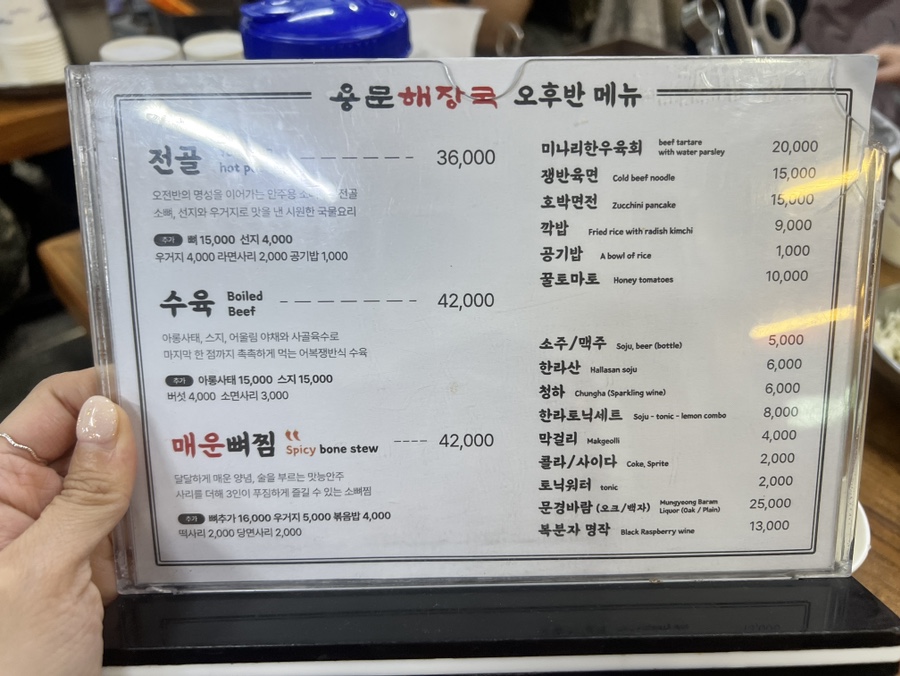 용문해장국 오후반 메뉴
전골 hot 36,000
오전반의 명성을 이어가는 안주용 전골
소뼈, 선지와 우거지로 맛을 낸 시원한 국물요리
추가 뼈 15,000 선지 4,000
우거지 4,000 라면사리 2,000 공기밥 1,000
수육 Boiled Beef 42,000
아롱사태, 스지, 어울림 야채와 사골육수로
마지막 한 점까지 촉촉하게 먹는 어복쟁반식 수육
추가 아롱사태 15,000 스지 15,000
버섯 4,000 소면사리 3,000
매운뼈찜 Spicy bone stew 42,000
달달하게 매운 양념, 술을 부르는 맛능안주
사리를 더해 3인이 푸짐하게 즐길 수 있는 소뼈찜
추가 뼈추가 16,000 우거지 5,000 볶음밥 4,000
떡사리 2,000 당면사리 2,000
미나리한우육회 beef tartare with water parsley 20,000
쟁반육면 Cold beef noodle 15,000
호박면전 Zucchini pancake 15,000
깍밥 Fried rice with radish kimchi 9,000
공기밥 A bowl of rice 1,000
꿀토마토 Honey tomatoes 10,000
소주/맥주 Soju, beer (bottle) 5,000
한라산 Hallasan soju 6,000
청하 Chungha (Sparkling wine) 6,000
한라토닉세트 Soju - tonic - lemon combo 8,000
막걸리 Makgeolli 4,000
콜라/사이다 Coke, Sprite 2,000
토닉워터 tonic 2,000
문경바람 (오크/백자) Mungyeong Baram Liquor (Oak / Plain) 25,000
복분자 명작 Black Raspberry wine 13,000